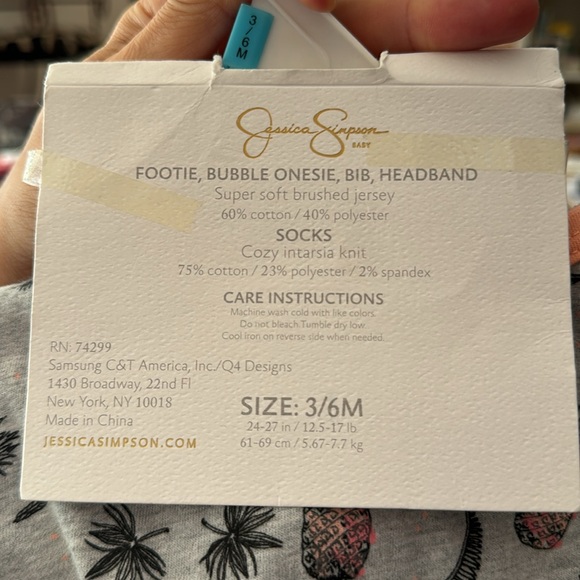 3/6M
Jessica Simpson
BABY
FOOTIE, BUBBLE ONESIE, BIB, HEADBAND
Super soft brushed jersey
60% cotton / 40% polyester
SOCKS
Cozy intarsia knit
75% cotton / 23% polyester / 2% spandex
CARE INSTRUCTIONS
Machine wash cold with like colors.
Do not bleach. Tumble dry low.
Cool iron on reverse side when needed.
RN: 74299
Samsung C&T America, Inc./Q4 Designs
1430 Broadway, 22nd Fl
New York, NY 10018
Made in China
JESSICASIMPSON.COM
SIZE: 3/6M
24-27 in / 12.5-17 lb
61-69 cm / 5.67-7.7 kg